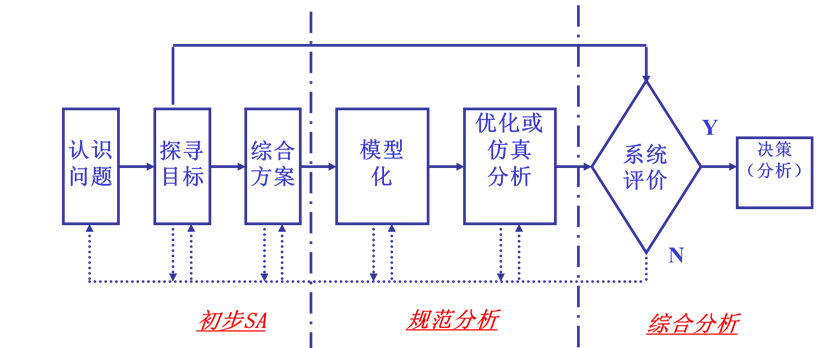 认识
问题
探寻
目标
综合
方案
模型
化
优化或
仿真
分析
系统
评价
Y
决策
（分析）
N
初步SA
规范分析
综合分析